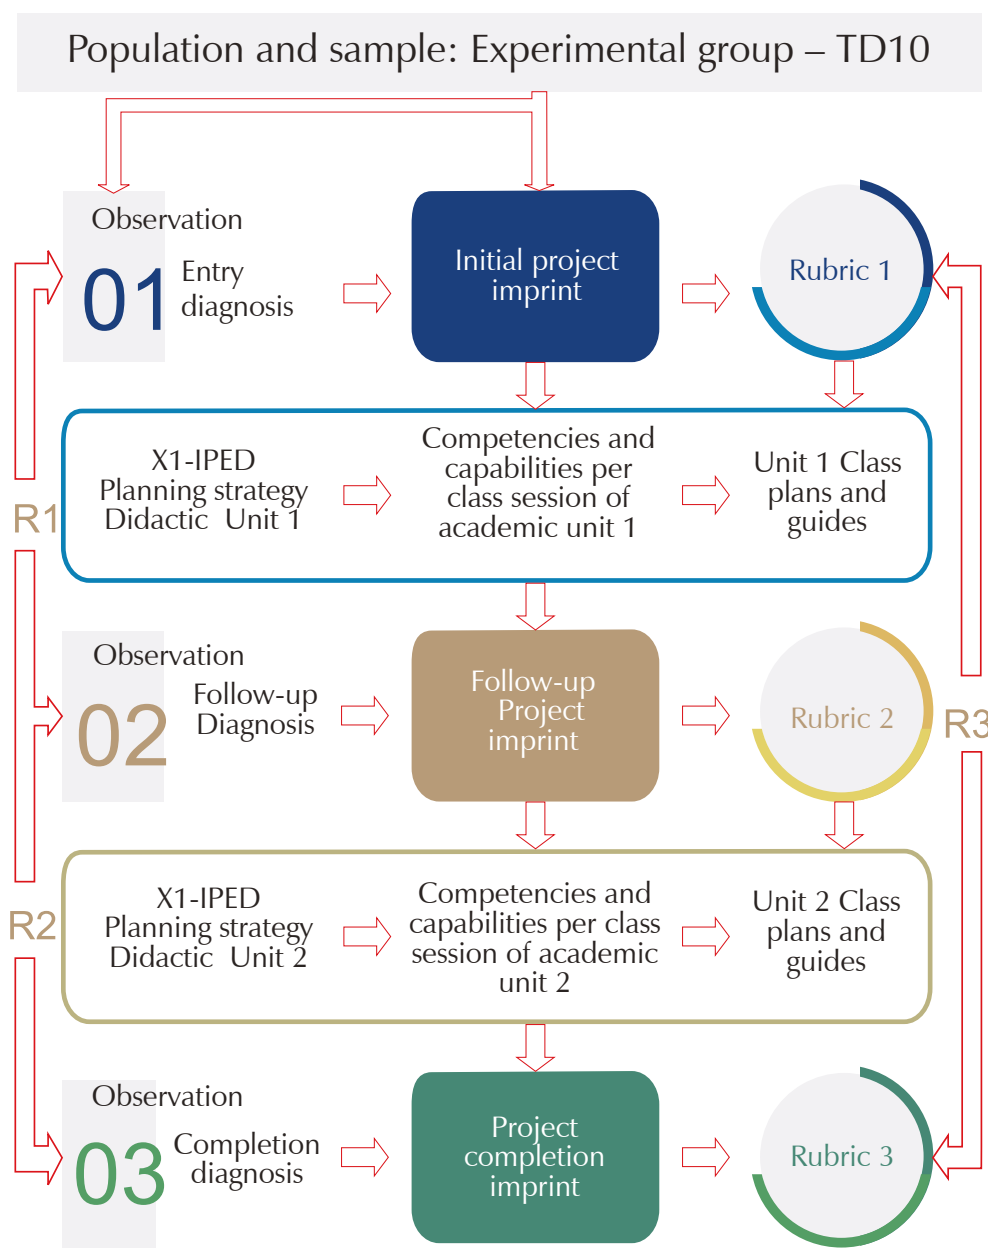 Population and sample: Experimental group – TD10
Observation
01
Entry
diagnosis
Initial project
imprint
Rubric 1
R1
X1-IPED
Planning strategy
Didactic Unit 1
Competencies and
capabilities per
class session of
academic unit 1
Unit 1 Class
plans and
guides
Observation
02
Follow-up
Diagnosis
Follow-up
Project
imprint
Rubric 2
R3
R2
X1-IPED
Planning strategy
Didactic Unit 2
Competencies and
capabilities per class
session of academic
unit 2
Unit 2 Class
plans and
guides
Observation
03
Completion
diagnosis
Project
completion
imprint
Rubric 3